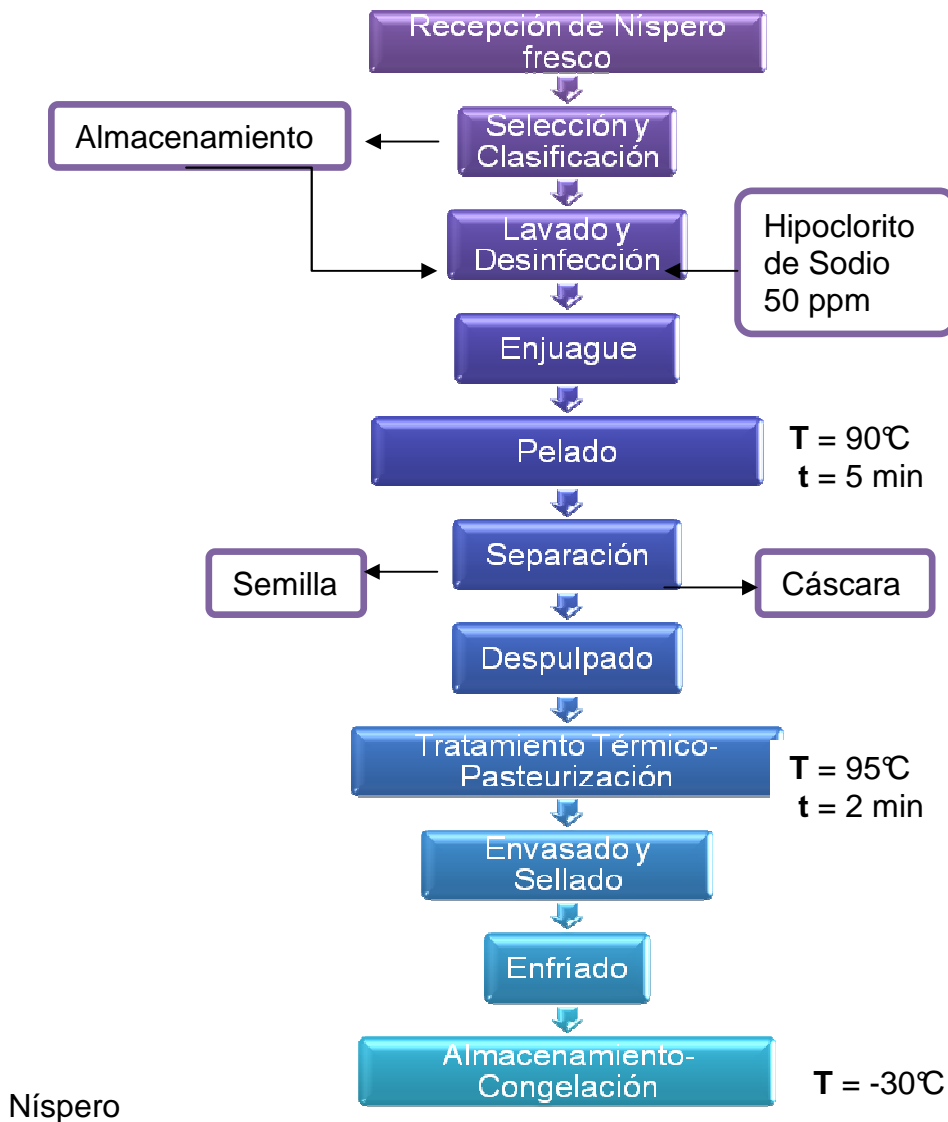 Recepción de Níspero
fresco
Almacenamiento
Selección y
Clasificación
Lavado y
Desinfección
Hipoclorito
de Sodio
50 ppm
Enjuague
Pelado
T = 90°C
t = 5 min
Separación
Semilla
Cáscara
Despulpado
Tratamiento Térmico-
Pasteurización
T = 95°C
t = 2 min
Envasado y
Sellado
Enfríado
Almacenamiento-
Congelación
T = -30°C
Níspero